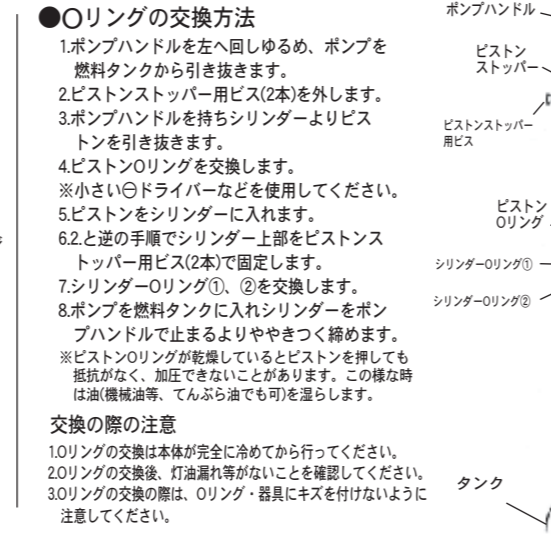 ●Oリングの交換方法
1.ポンプハンドルを左へ回しゆるめ、ポンプを
燃料タンクから引き抜きます。
2.ピストンストッパー用ビス(2本)を外します。
3.ポンプハンドルを持ちシリンダーよりピス
トンを引き抜きます。
4.ピストンOリングを交換します。
※小さい⊖ドライバーなどを使用してください。
5.ピストンをシリンダーに入れます。
6.2.と逆の手順でシリンダー上部をピストンス
トッパー用ビス(2本)で固定します。
7.シリンダーOリング①、②を交換します。
8.ポンプを燃料タンクに入れシリンダーをポン
プハンドルで止まるよりややきつく締めます。
※ピストンOリングが乾燥しているとピストンを押しても
抵抗がなく、加圧できないことがあります。この様な時
は油(機械油等、てんぷら油でも可)を湿らします。
交換の際の注意
1.Oリングの交換は本体が完全に冷めてから行ってください。
2.Oリングの交換後、灯油漏れ等がないことを確認してください。
3.Oリングの交換の際は、Oリング・器具にキズを付けないように
注意してください。
ポンプハンドル
ピストン
ストッパー
ピストンストッパー
用ビス
ピストン
Oリング
シリンダーOリング①
シリンダーOリング②
タンク